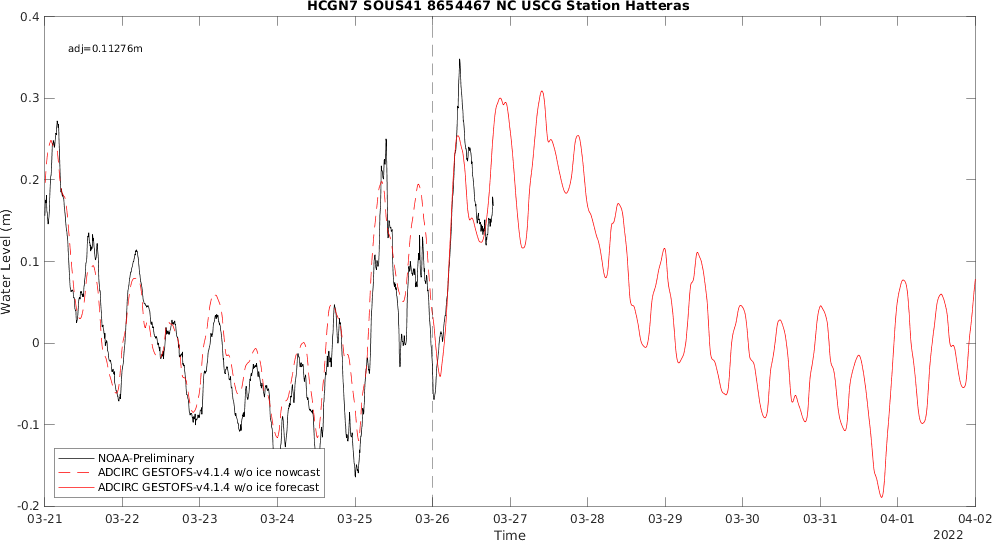 HCGN7 SOUS41 8654467 NC USCG Station Hatteras
0.4
adj=0.11276m
0.3
0.2
0.1
0
-0.1
-0.2
Water Level (m)
NOAA-Preliminary
ADCIRC GESTOFS-v4.1.4 w/o ice nowcast
ADCIRC GESTOFS-v4.1.4 w/o ice forecast
03-21 03-22 03-23 03-24 03-25 03-26 03-27 03-28 03-29 03-30 03-31 04-01 04-02
Time
2022